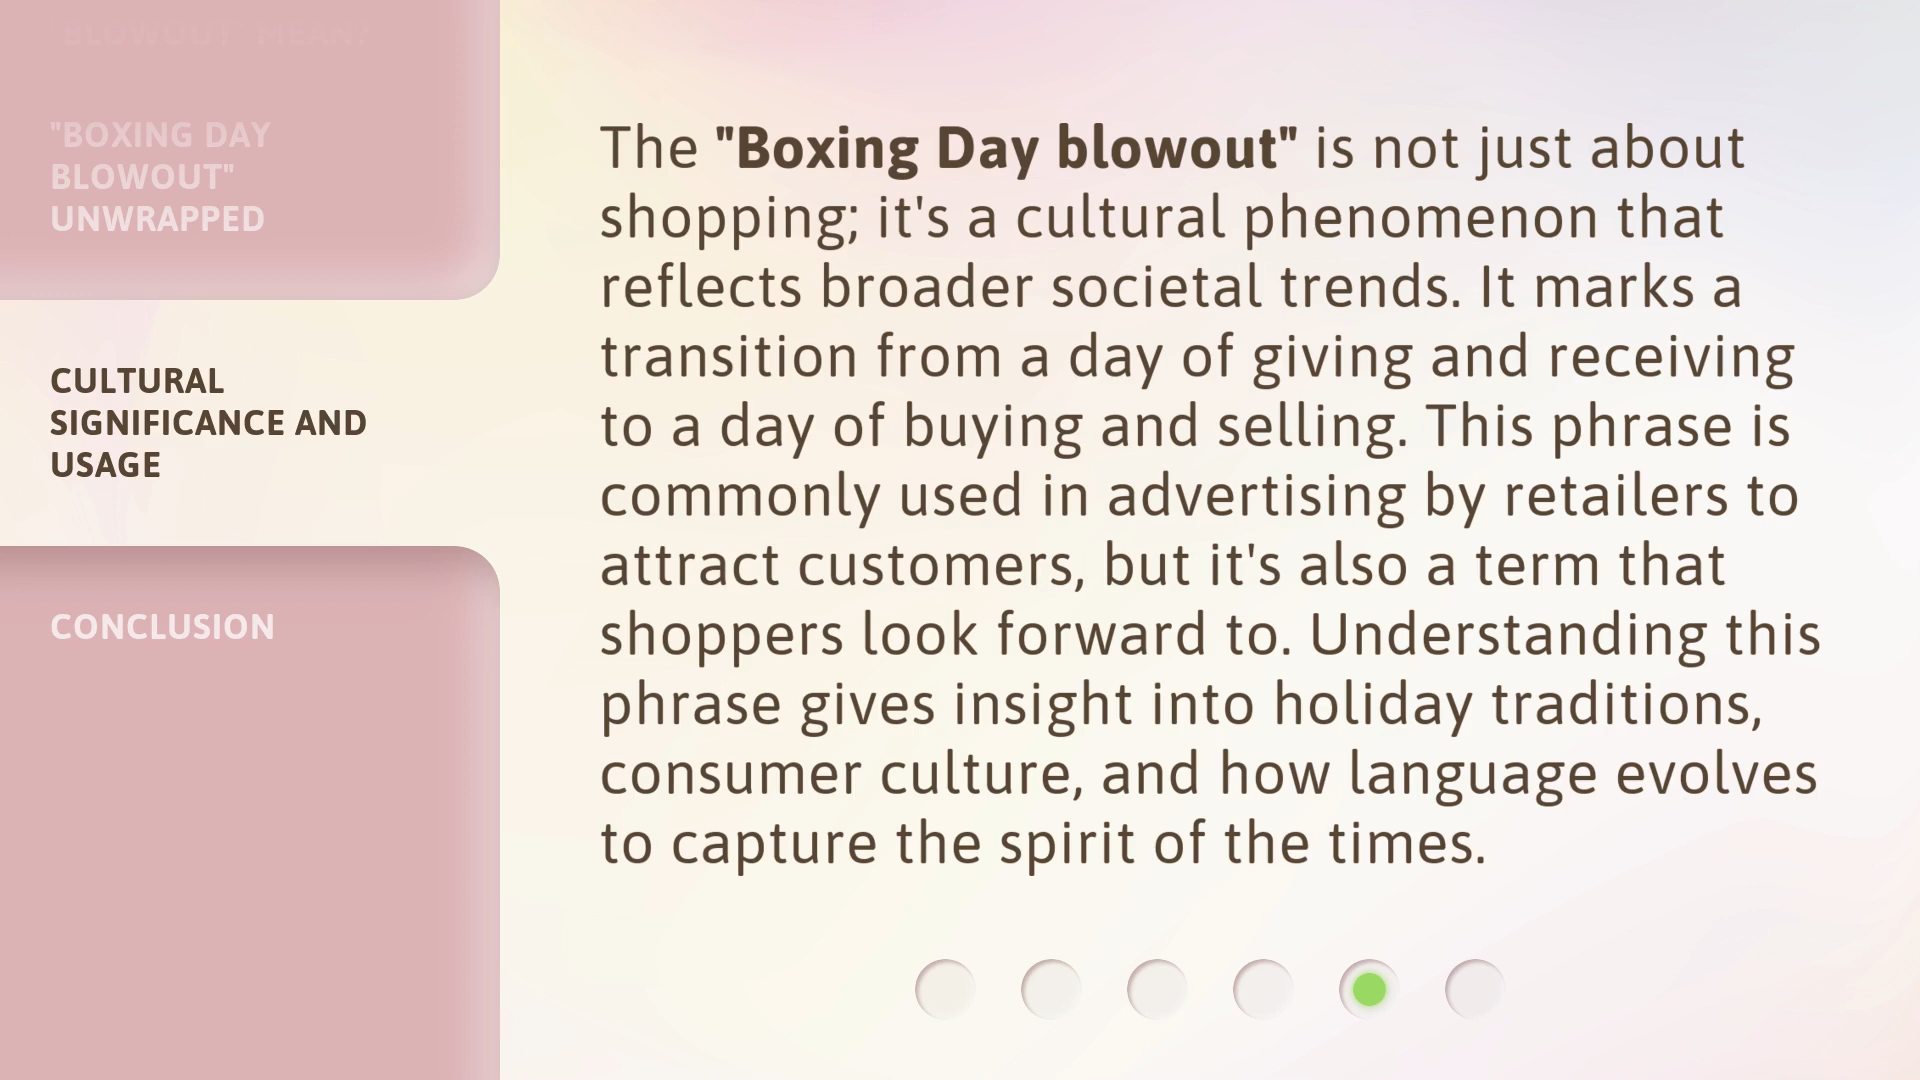 BLOWOUT" MEAN?
"BOXING DAY
BLOWOUT"
UNWRAPPED
CULTURAL
SIGNIFICANCE AND
USAGE
CONCLUSION
The "Boxing Day blowout" is not just about
shopping; it's a cultural phenomenon that
reflects broader societal trends. It marks a
transition from a day of giving and receiving
to a day of buying and selling. This phrase is
commonly used in advertising by retailers to
attract customers, but it's also a term that
shoppers look forward to. Understanding this
phrase gives insight into holiday traditions,
consumer culture, and how language evolves
to capture the spirit of the times.